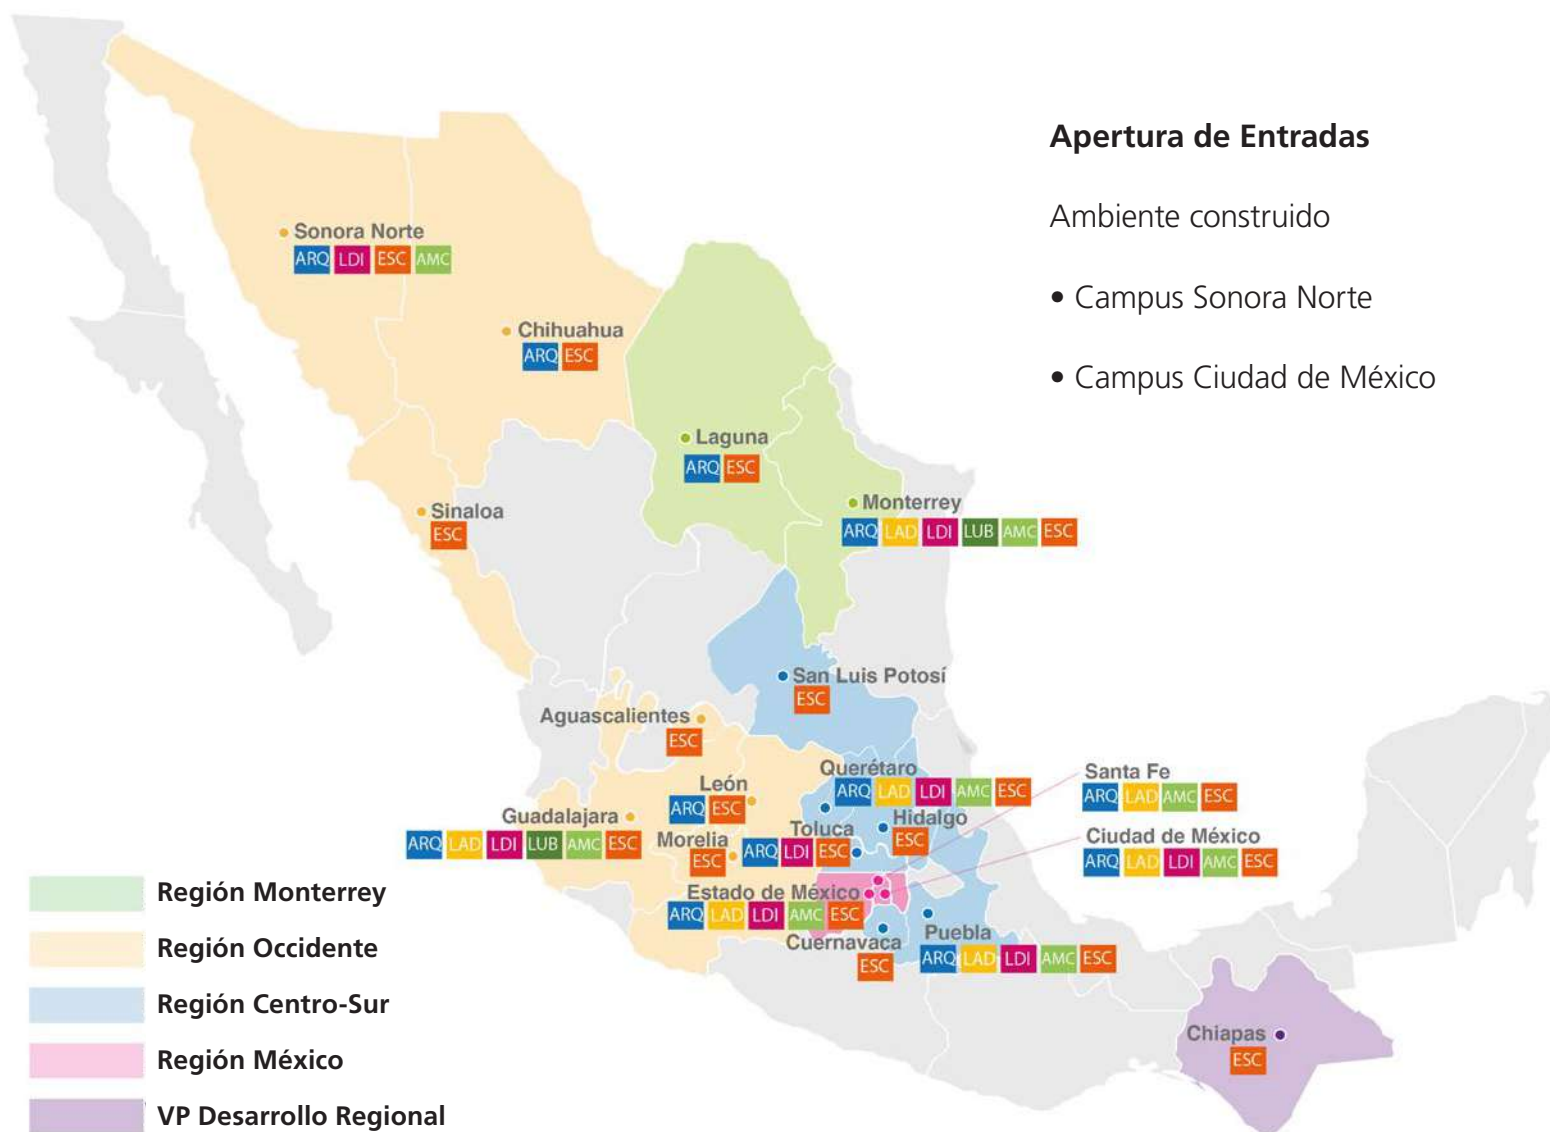 Apertura de Entradas
Ambiente construido
• Campus Sonora Norte
• Campus Ciudad de México
Sonora Norte
ARQ LDI ESC AMC
Chihuahua
ARQ ESC
Laguna
ARQ ESC
Monterrey
ARQ LAD LDI LUB AMC ESC
Sinaloa
ESC
San Luis Potosí
ESC
Aguascalientes
ESC
Querétaro
ARQ LAD LDI AMC ESC
Santa Fe
ARQ LAD AMC ESC
León
ARQ ESC
Guadalajara
ARQ LAD LDI LUB AMC ESC
Hidalgo
ESC
Toluca
ARQ LDI ESC
Morelia
ESC
Ciudad de México
ARQ LAD LDI AMC ESC
Estado de México
ARQ LAD LDI AMC ESC
Cuernavaca
ESC
Puebla
ARQ LAD LDI AMC ESC
Chiapas
ESC
Región Monterrey
Región Occidente
Región Centro-Sur
Región México
VP Desarrollo Regional